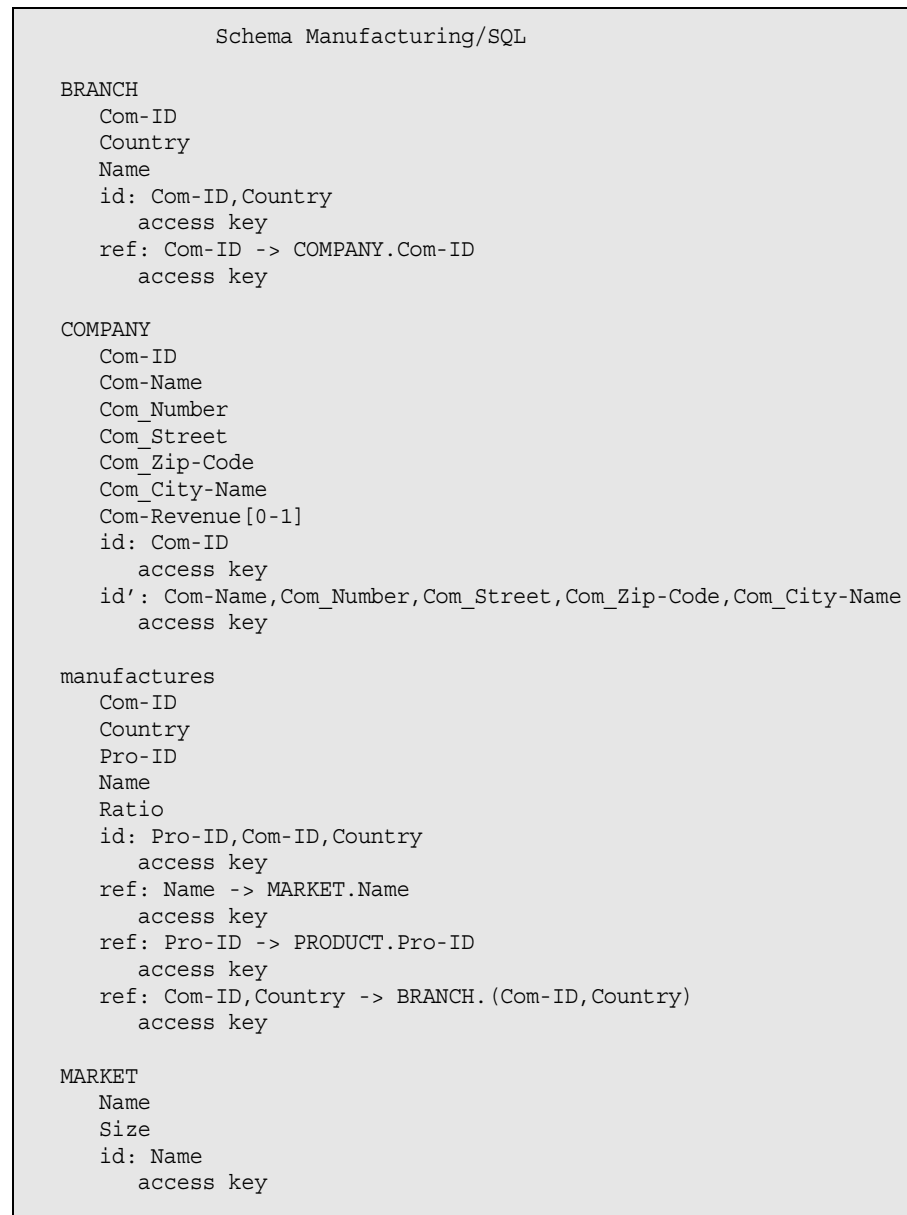 Schema Manufacturing/SQL
BRANCH
Com-ID
Country
Name
id: Com-ID,Country
access key
ref: Com-ID -> COMPANY.Com-ID
access key
COMPANY
Com-ID
Com-Name
Com_Number
Com_Street
Com_Zip-Code
Com_City-Name
Com-Revenue[0-1]
id: Com-ID
access key
id’: Com-Name,Com_Number,Com_Street,Com_Zip-Code,Com_City-Name
access key
manufactures
Com-ID
Country
Pro-ID
Name
Ratio
id: Pro-ID,Com-ID,Country
access key
ref: Name -> MARKET.Name
access key
ref: Pro-ID -> PRODUCT.Pro-ID
access key
ref: Com-ID,Country -> BRANCH.(Com-ID,Country)
access key
MARKET
Name
Size
id: Name
access key